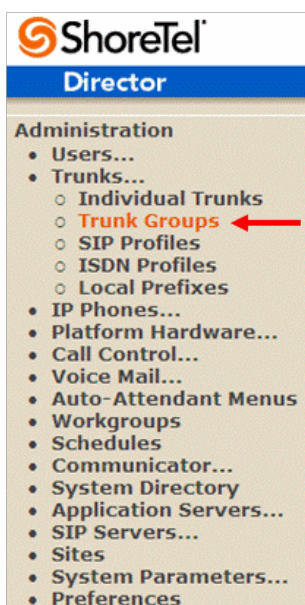 ShoreTel
Director
Administration
• Users...
• Trunks...
○ Individual Trunks
○ Trunk Groups
○ SIP Profiles
○ ISDN Profiles
○ Local Prefixes
• IP Phones...
• Platform Hardware...
• Call Control...
• Voice Mail...
• Auto-Attendant Menus
• Workgroups
• Schedules
• Communicator...
• System Directory
• Application Servers...
• SIP Servers...
• Sites
• System Parameters...
• Preferences